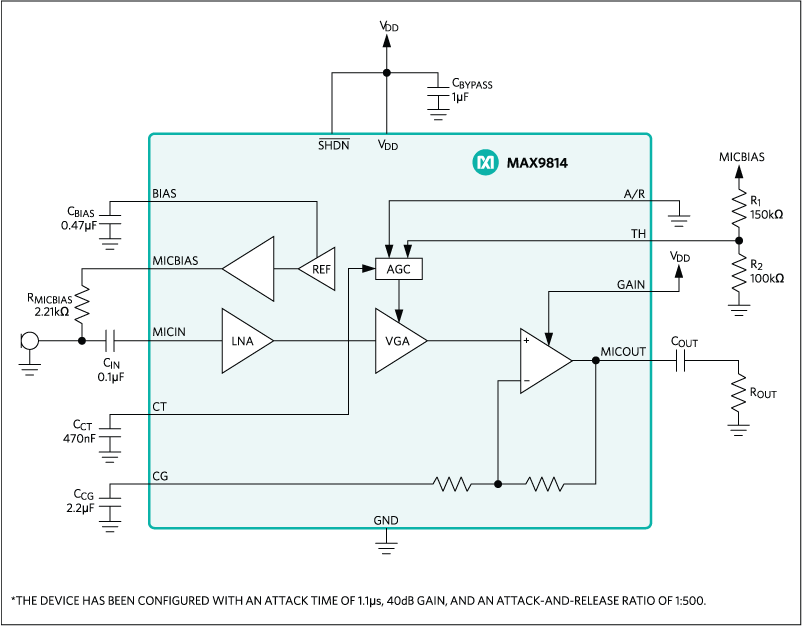 VDD
CBYPASS
1µF
SHDN
VDD
MAX9814
MICBIAS
BIAS
A/R
R1
150kΩ
CBIAS
0.47µF
TH
MICBIAS
REF
AGC
VDD
R2
100kΩ
GAIN
RMICBIAS
2.21kΩ
MICIN
LNA
VGA
+
−
MICOUT
COUT
CIN
0.1µF
ROUT
CT
CCT
470nF
CG
CCG
2.2µF
GND
*THE DEVICE HAS BEEN CONFIGURED WITH AN ATTACK TIME OF 1.1µs, 40dB GAIN, AND AN ATTACK-AND-RELEASE RATIO OF 1:500.